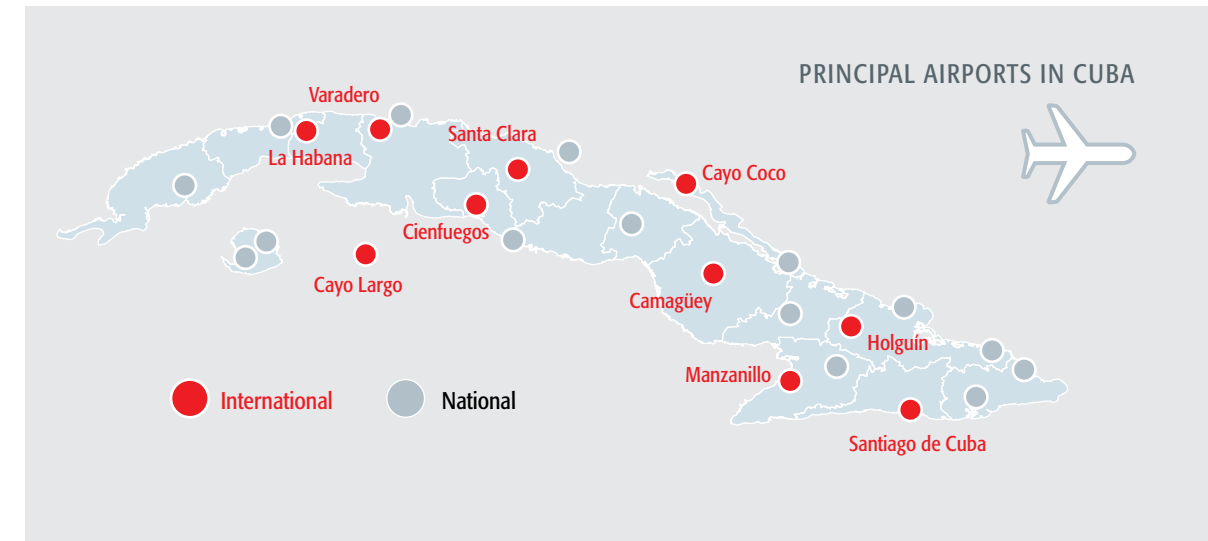 PRINCIPAL AIRPORTS IN CUBA
Varadero
Santa Clara
La Habana
Cayo Coco
Cienfuegos
Cayo Largo
Camagüey
Holguín
Manzanillo
International
National
Santiago de Cuba